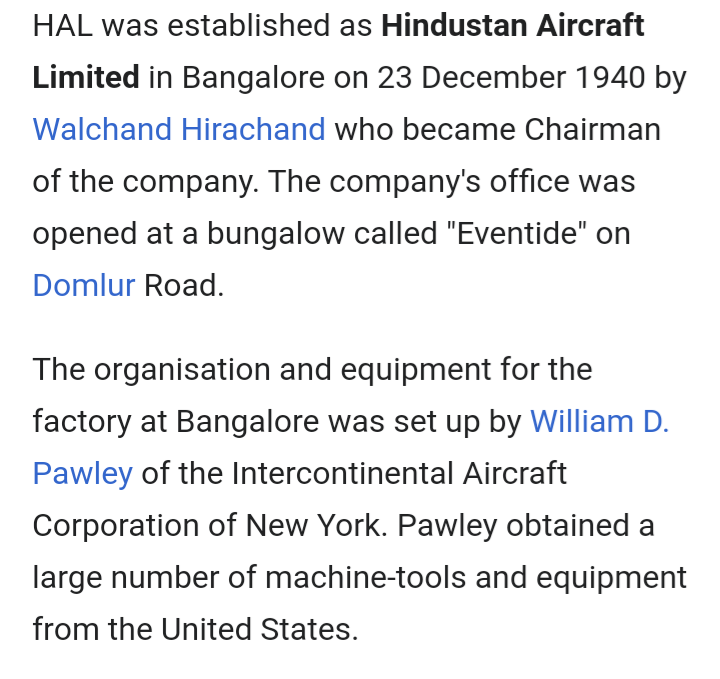 HAL was established as Hindustan Aircraft
Limited in Bangalore on 23 December 1940 by
Walchand Hirachand who became Chairman
of the company. The company's office was
opened at a bungalow called "Eventide" on
Domlur Road.
The organisation and equipment for the
factory at Bangalore was set up by William D.
Pawley of the Intercontinental Aircraft
Corporation of New York. Pawley obtained a
large number of machine-tools and equipment
from the United States.